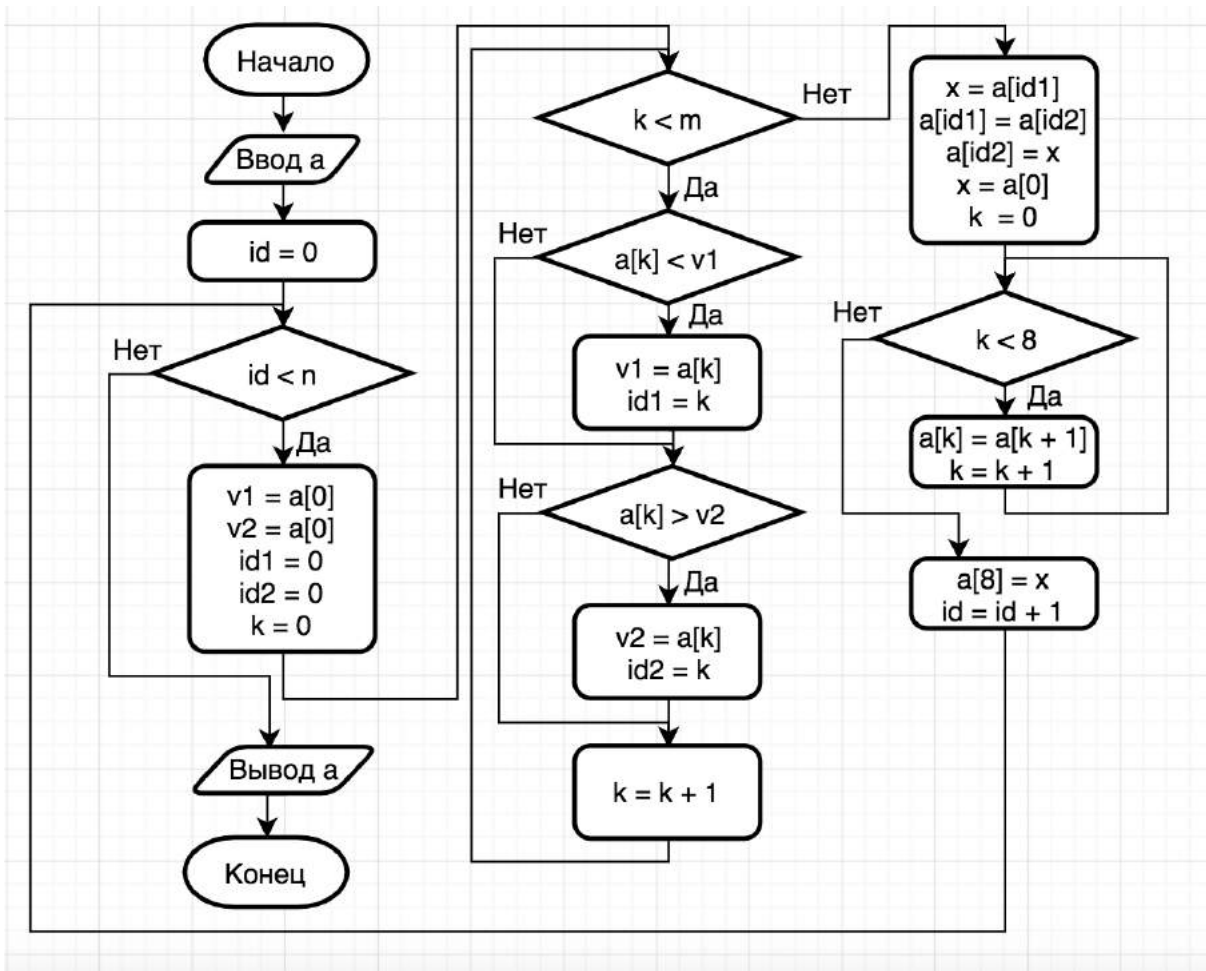 Начало
Ввод a
id = 0
Нет
id < n
Да
v1 = a[0]
v2 = a[0]
id1 = 0
id2 = 0
k = 0
Вывод a
Конец
k < m
Нет
Да
Нет
a[k] < v1
Да
v1 = a[k]
id1 = k
Нет
a[k] > v2
Да
v2 = a[k]
id2 = k
k = k + 1
x = a[id1]
a[id1] = a[id2]
a[id2] = x
x = a[0]
k = 0
Нет
k < 8
Да
a[k] = a[k + 1]
k = k + 1
a[8] = x
id = id + 1